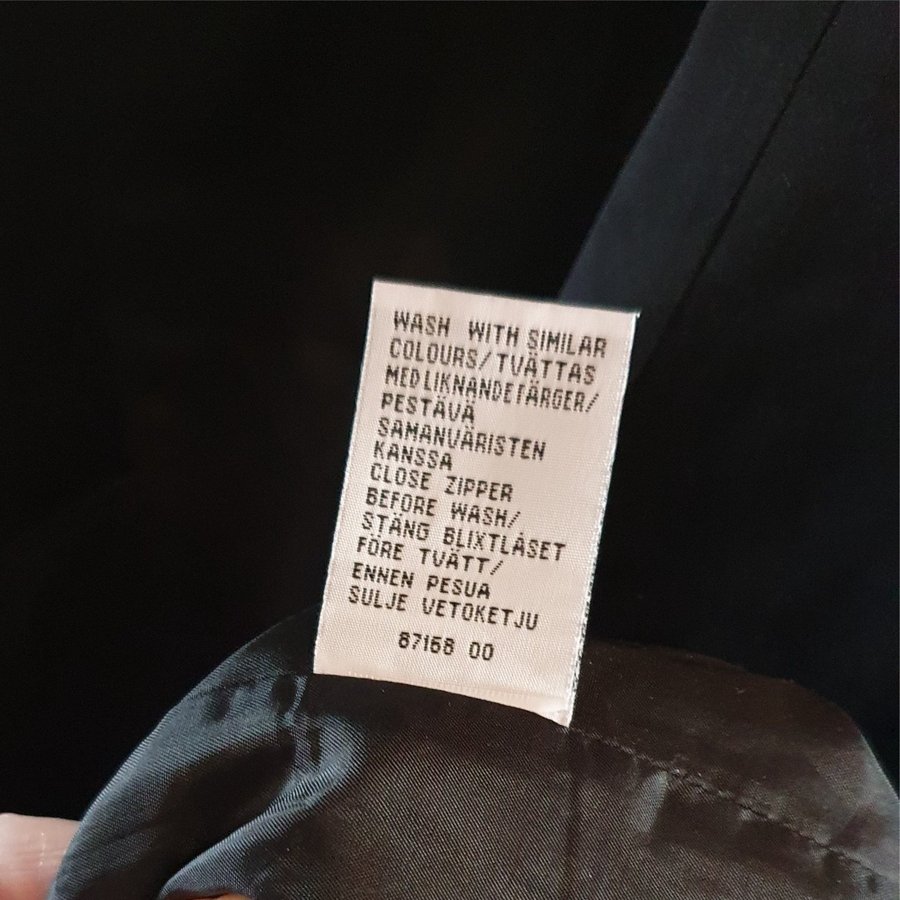 WASH WITH SIMILAR
COLOURS/TVÄTTAS
MED LIKNANDE FÄRGER/
PESTÄVÄ
SAMANVÄRISTEN
KANSSA
CLOSE ZIPPER
BEFORE WASH/
STÄNG BLIXTLÅSET
FÖRE TVÄTT/
ENNEN PESUA
SULJE VETOKETJU
87168 00